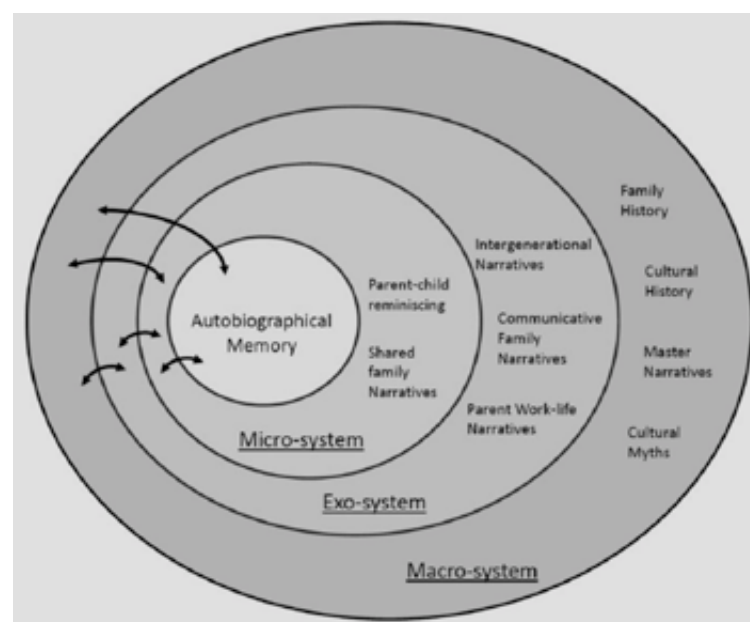 Family
History
Intergenerational
Narratives
Cultural
History
Parent-child
reminiscing
Autobiographical
Memory
Communicative
Family
Narratives
Shared
family
Narratives
Master
Narratives
Parent Work-life
Narratives
Cultural
Myths
Micro-system
Exo-system
Macro-system